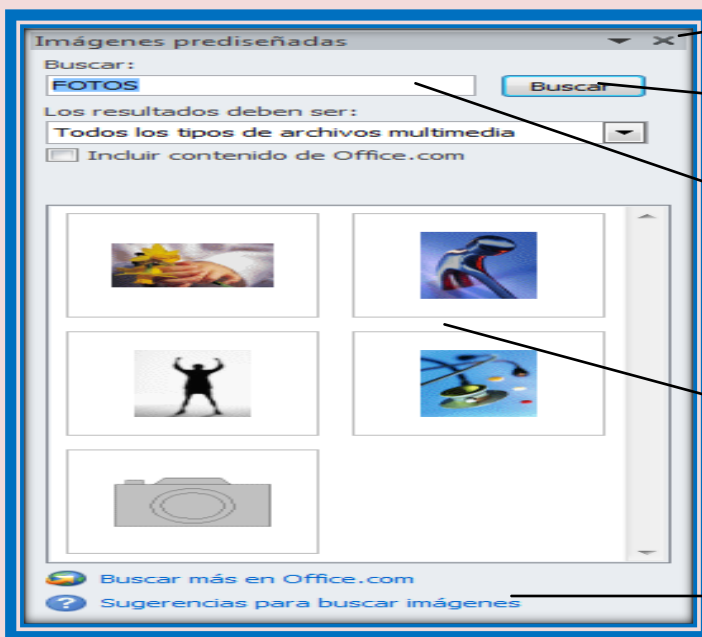 Imágenes prediseñadas
Buscar:
FOTOS
Buscar
Los resultados deben ser:
Todos los tipos de archivos multimedia
Incluir contenido de Office.com
Buscar más en Office.com
Sugerencias para buscar imágenes